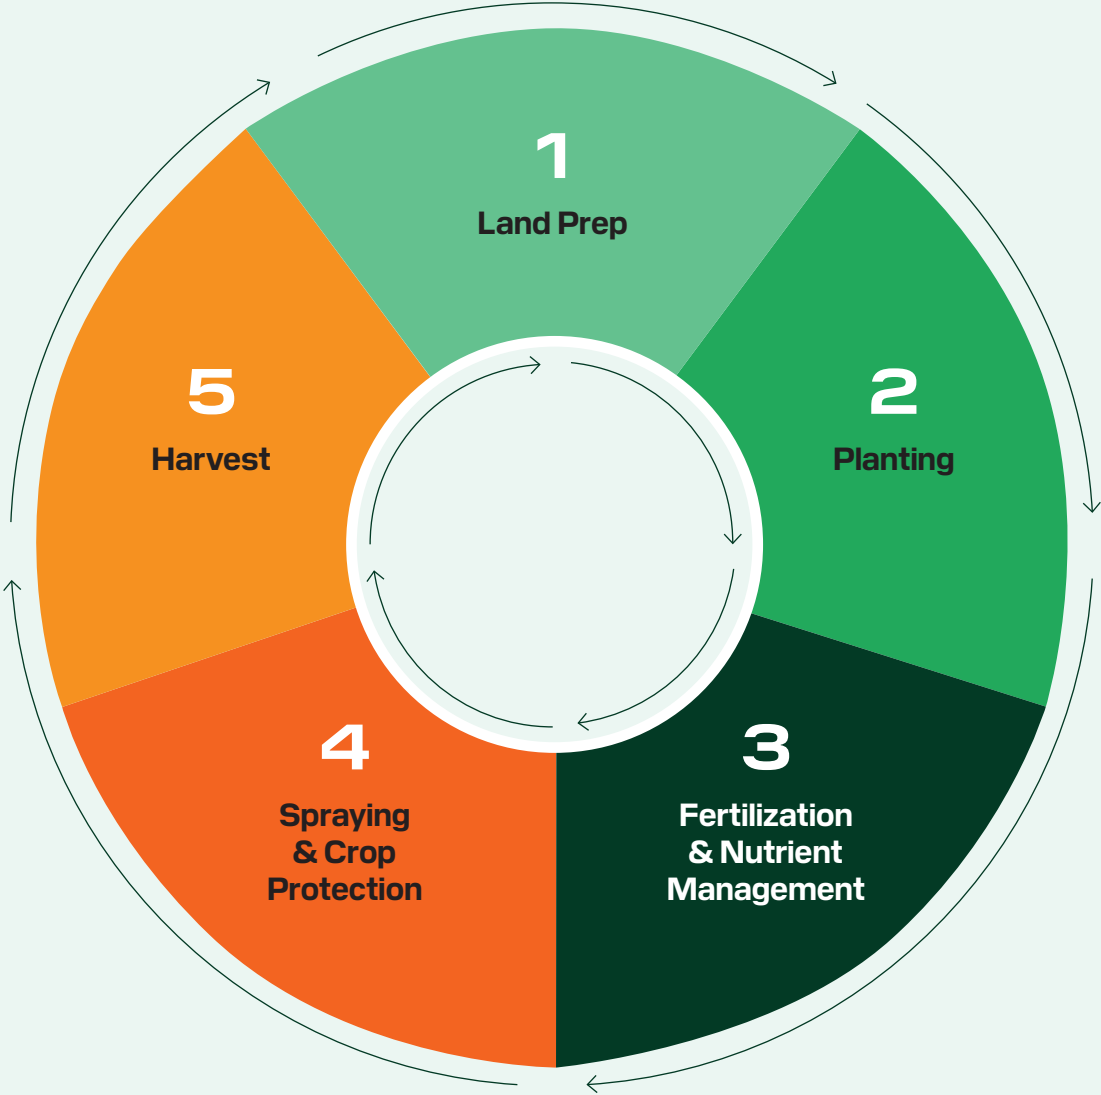 1
Land Prep
2
Planting
3
Fertilization
& Nutrient
Management
4
Spraying
& Crop
Protection
5
Harvest